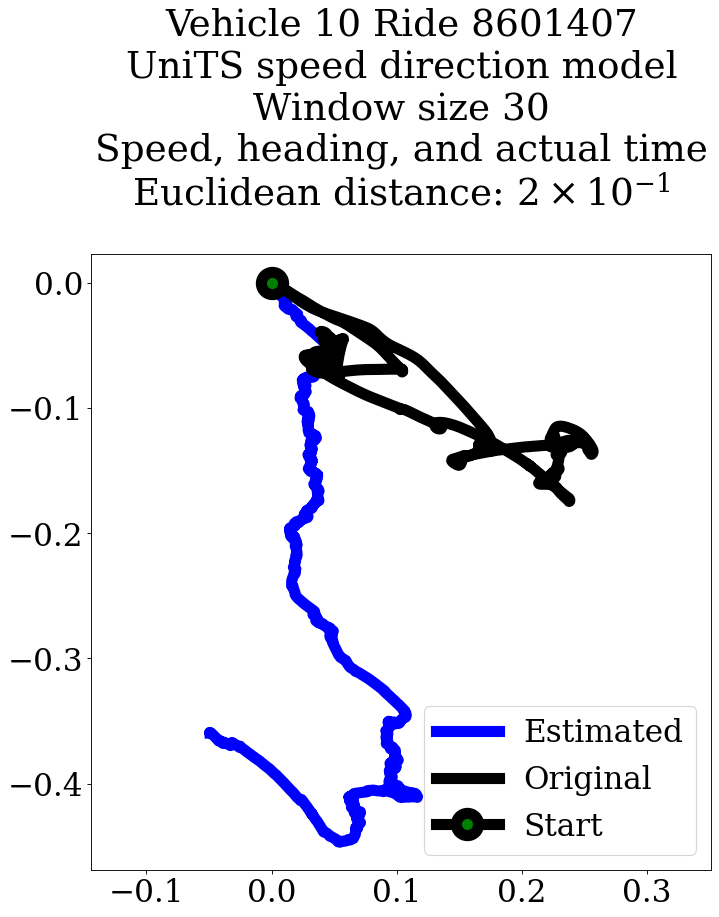 Vehicle 10 Ride 8601407
UniTS speed direction model
Window size 30
Speed, heading, and actual time
Euclidean distance: 2 × 10⁻¹
0.0
−0.1
−0.2
−0.3
−0.4
Estimated
Original
Start
−0.1 0.0 0.1 0.2 0.3